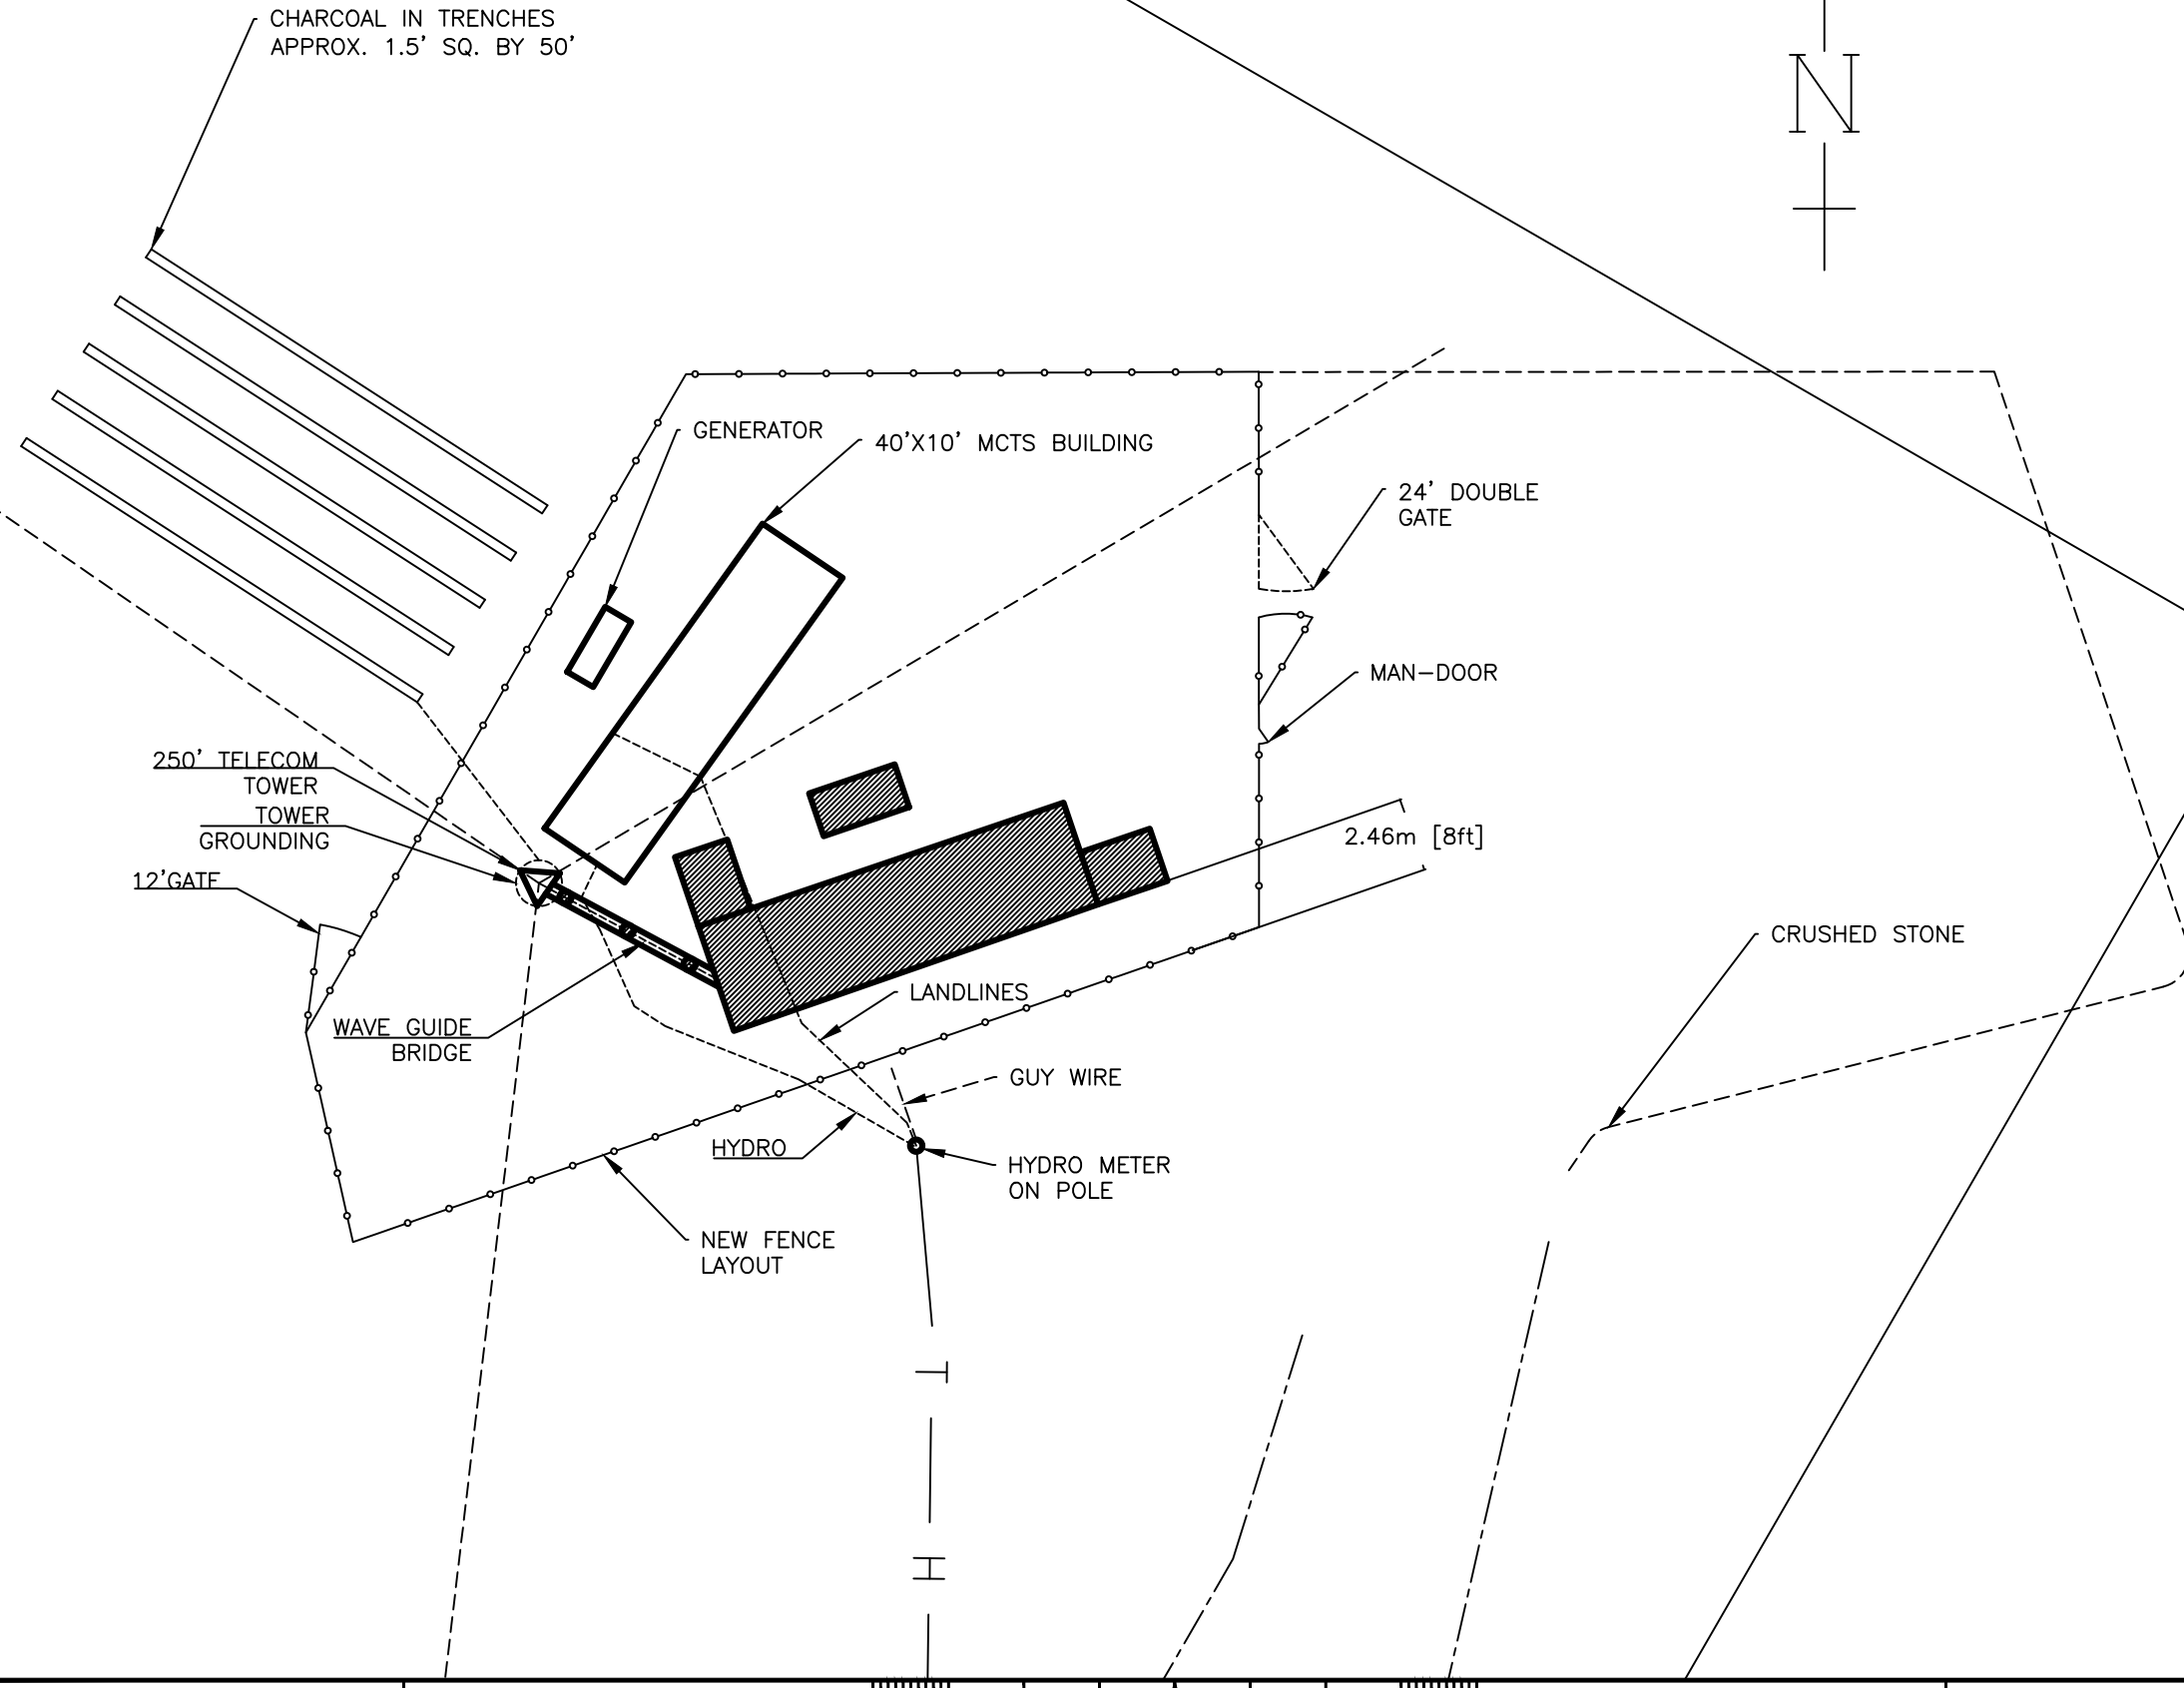 CHARCOAL IN TRENCHES
APPROX. 1.5' SQ. BY 50'
N
GENERATOR
40'X10' MCTS BUILDING
24' DOUBLE
GATE
MAN-DOOR
250' TELECOM
TOWER
TOWER
GROUNDING
2.46m [8ft]
12'GATE
CRUSHED STONE
LANDLINES
WAVE GUIDE
BRIDGE
GUY WIRE
HYDRO
HYDRO METER
ON POLE
NEW FENCE
LAYOUT
T
H